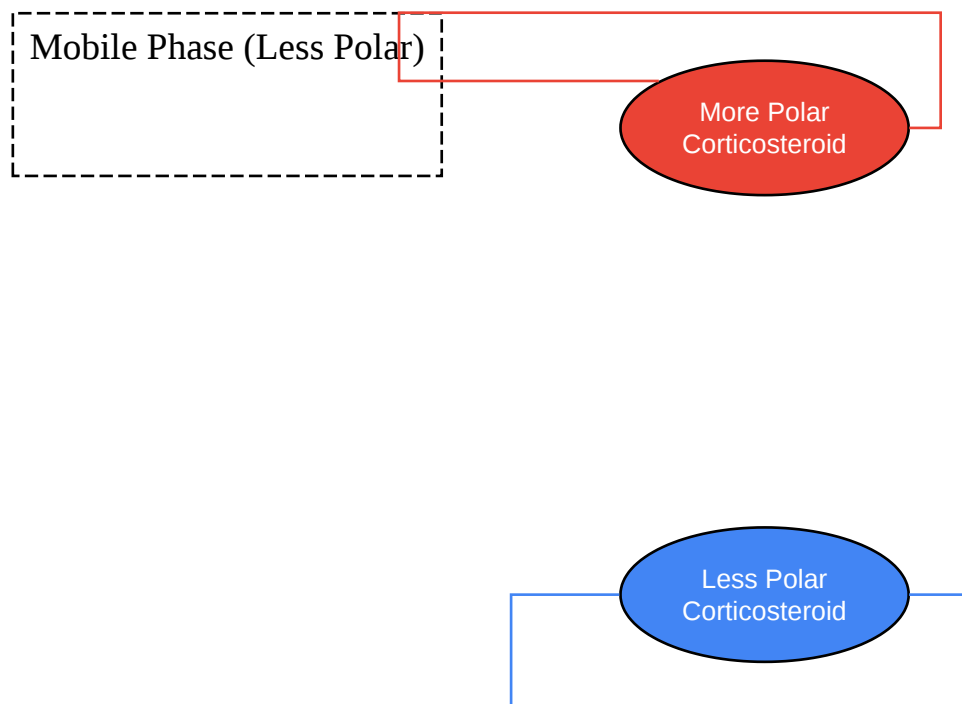 Mobile Phase (Less Polar)
More Polar
Corticosteroid
Less Polar
Corticosteroid